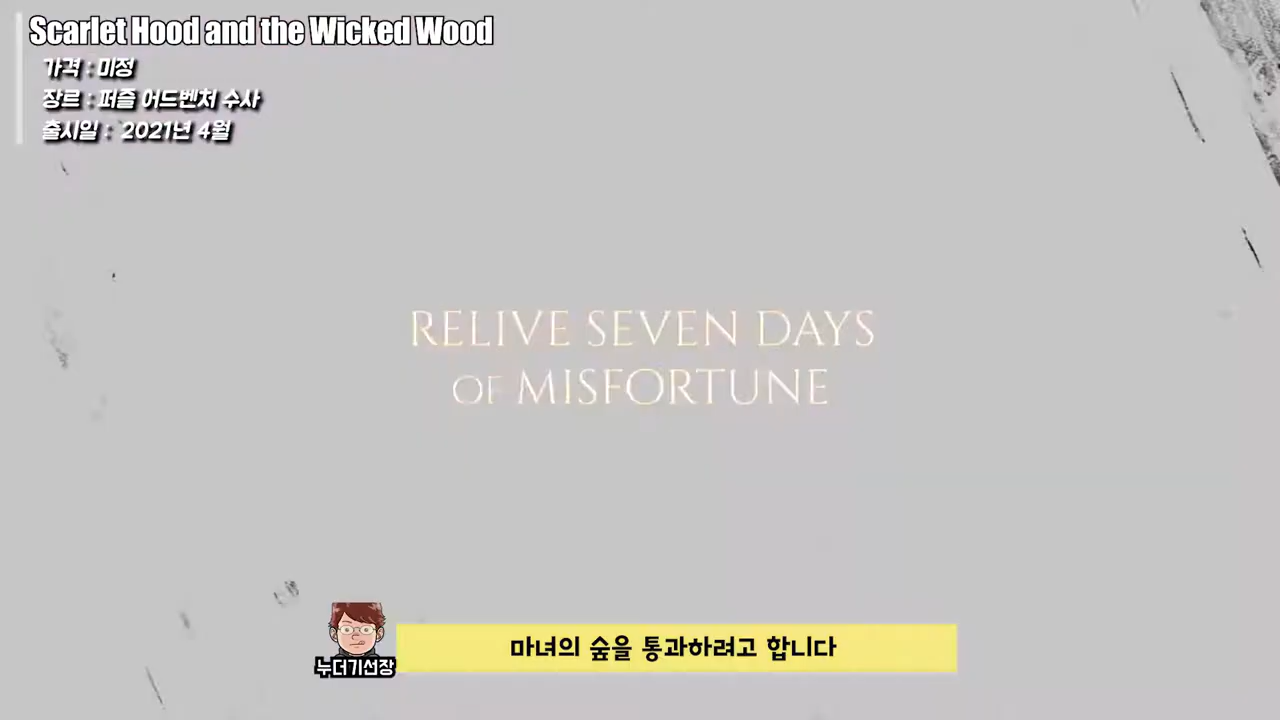 Scarlet Hood and the Wicked Wood
가격 : 미정
장르 : 퍼즐 어드벤처 수사
출시일 : 2021년 4월
RELIVE SEVEN DAYS
OF MISFORTUNE
마녀의 숲을 통과하려고 합니다
누더기선장